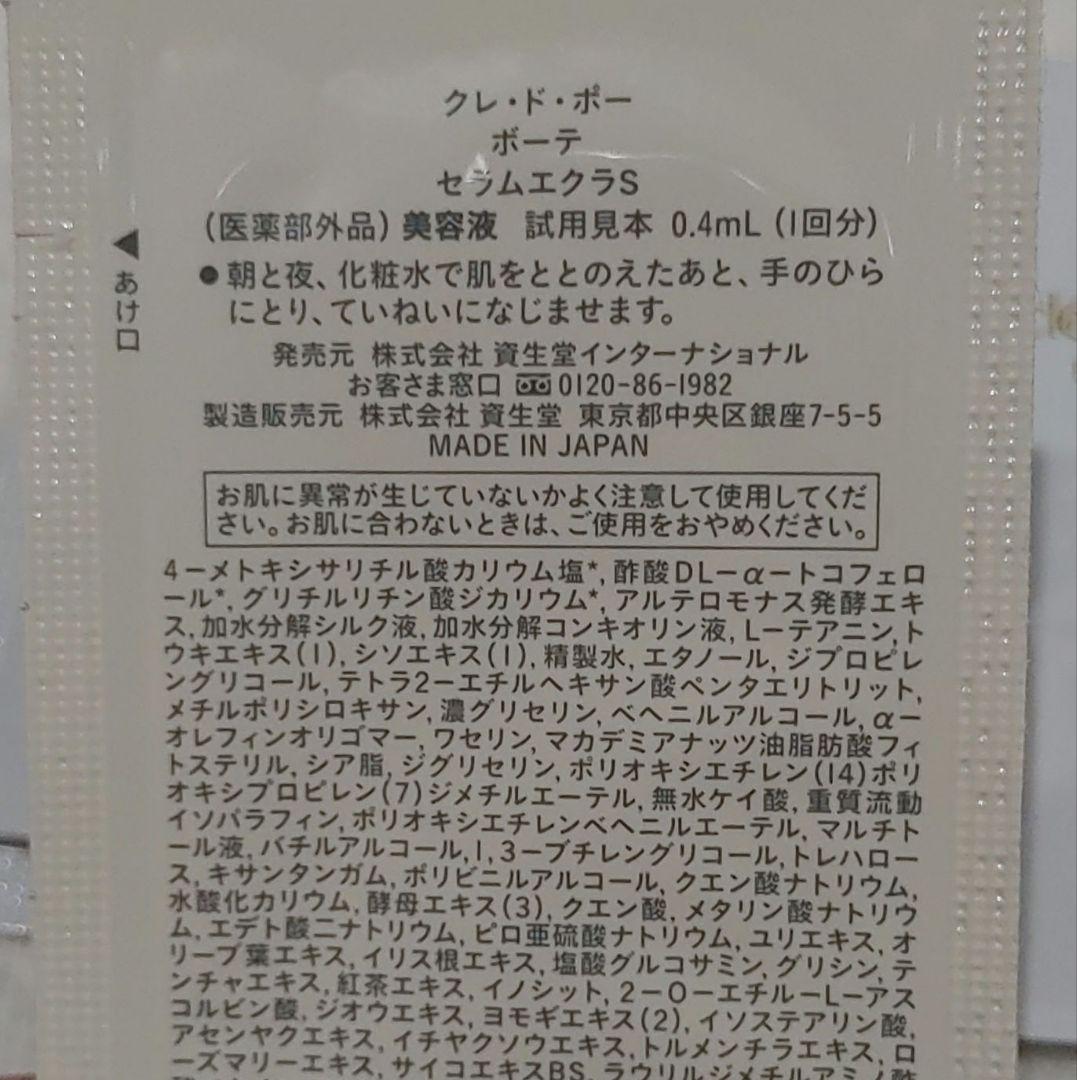 クレ・ド・ポー
ボーテ
セラムエクラS
(医薬部外品) 美容液 試用見本 0.4mL (1回分)
◀あけ口
●朝と夜、化粧水で肌をととのえたあと、手のひら
にとり、ていねいになじませます。
発売元 株式会社 資生堂インターナショナル
お客さま窓口 0120-86-1982
製造販売元 株式会社 資生堂 東京都中央区銀座7-5-5
MADE IN JAPAN
お肌に異常が生じていないかよく注意して使用してくだ
さい。お肌に合わないときは、ご使用をおやめください。
4-メトキシサリチル酸カリウム塩*, 酢酸DL-α-トコフェロ
ール*, グリチルリチン酸ジカリウム*, アルテロモナス発酵エキ
ス, 加水分解シルク液, 加水分解コンキオリン液, L-テアニン, ト
ウキエキス(1), シソエキス(1), 精製水, エタノール, ジプロピレ
ングリコール, テトラ2-エチルヘキサン酸ペンタエリトリット,
メチルポリシロキサン, 濃グリセリン, ベヘニルアルコール, α-
オレフィンオリゴマー, ワセリン, マカデミアナッツ油脂肪酸フィ
トステリル, シア脂, ジグリセリン, ポリオキシエチレン(14)ポリ
オキシプロピレン(7)ジメチルエーテル, 無水ケイ酸, 重質流動
イソパラフィン, ポリオキシエチレンベヘニルエーテル, マルチト
ール液, バチルアルコール, 1, 3-ブチレングリコール, トレハロー
ス, キサンタンガム, ポリビニルアルコール, クエン酸ナトリウム,
水酸化カリウム, 酵母エキス(3), クエン酸, メタリン酸ナトリウ
ム, エデト酸二ナトリウム, ピロ亜硫酸ナトリウム, ユリエキス, オ
リーブ葉エキス, イリス根エキス, 塩酸グルコサミン, グリシン, テ
ンチャエキス, 紅茶エキス, イノシット, 2-O-エチル-L-アス
コルビン酸, ジオウエキス, ヨモギエキス(2), イソステアリン酸,
アセンヤクエキス, イチヤクソウエキス, トルメンチラエキス, ロ
ーズマリーエキス, サイコエキスBS, ラウリルジメチルアミノ酢